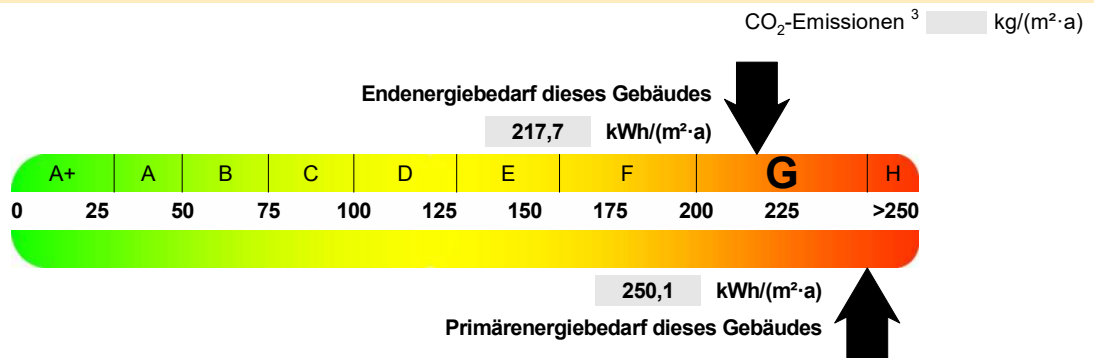 CO₂-Emissionen ³ kg/(m²·a)
Endenergiebedarf dieses Gebäudes
217,7 kWh/(m²·a)
A+ A B C D E F G H
0 25 50 75 100 125 150 175 200 225 >250
250,1 kWh/(m²·a)
Primärenergiebedarf dieses Gebäudes